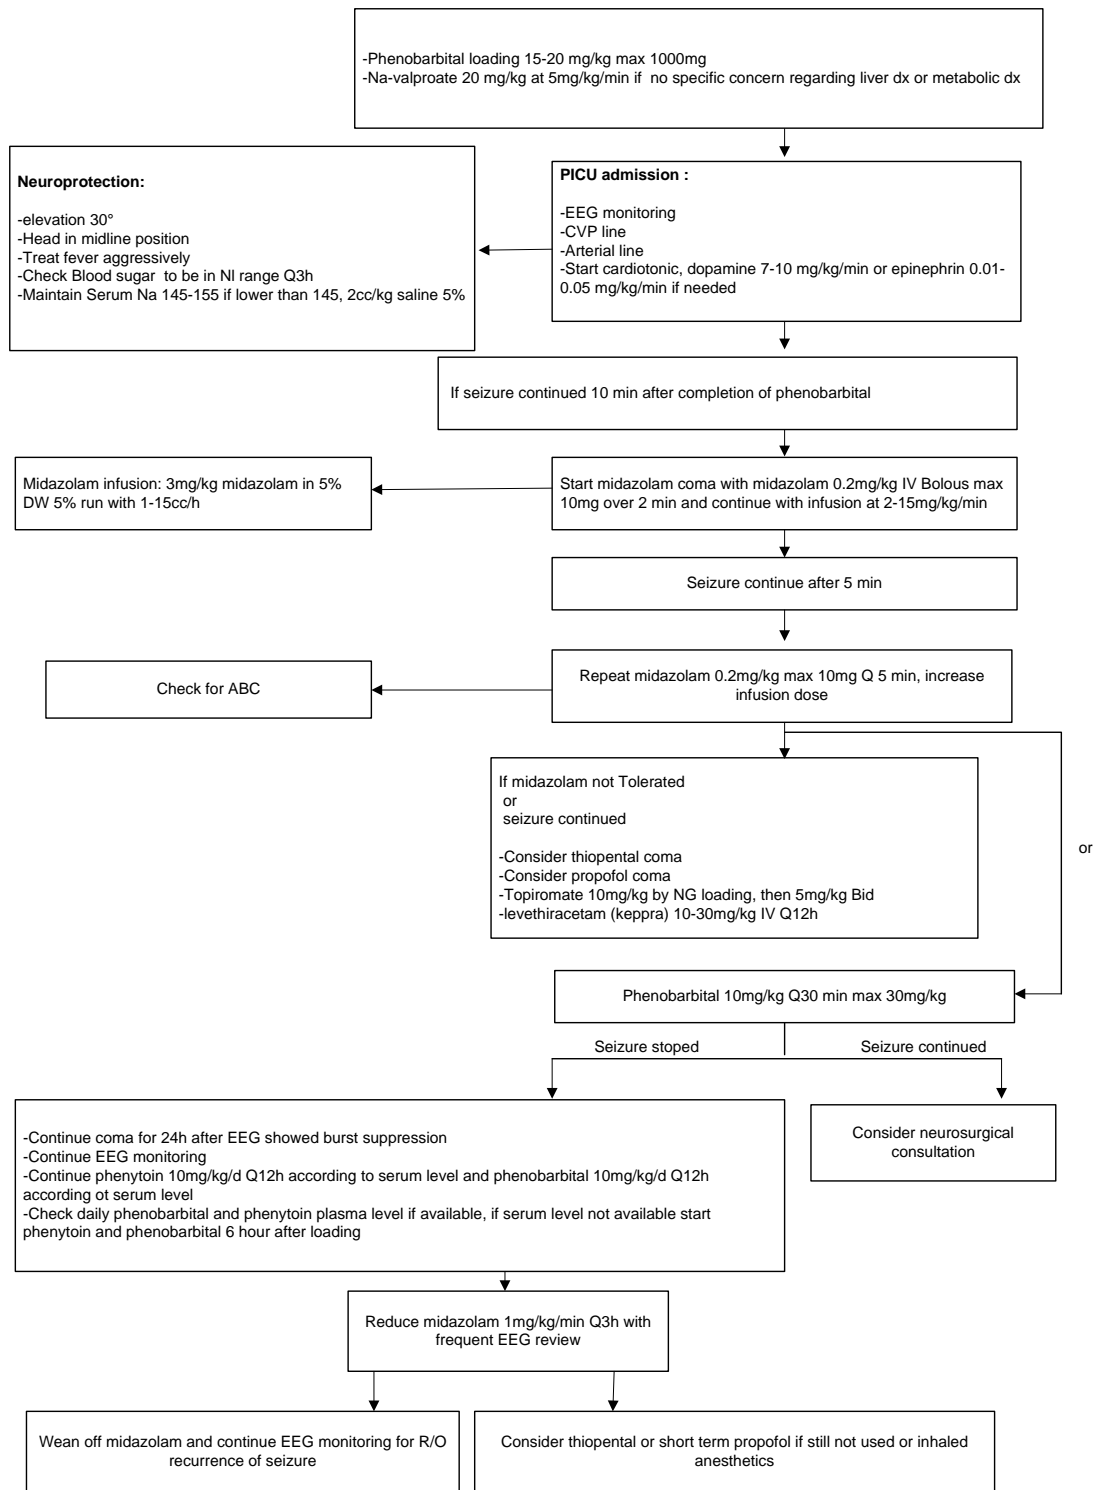 -Phenobarbital loading 15-20 mg/kg max 1000mg
-Na-valproate 20 mg/kg at 5mg/kg/min if no specific concern regarding liver dx or metabolic dx
Neuroprotection:
-elevation 30°
-Head in midline position
-Treat fever aggressively
-Check Blood sugar to be in Nl range Q3h
-Maintain Serum Na 145-155 if lower than 145, 2cc/kg saline 5%
PICU admission :
-EEG monitoring
-CVP line
-Arterial line
-Start cardiotonic, dopamine 7-10 mg/kg/min or epinephrin 0.01-
0.05 mg/kg/min if needed
If seizure continued 10 min after completion of phenobarbital
Midazolam infusion: 3mg/kg midazolam in 5%
DW 5% run with 1-15cc/h
Start midazolam coma with midazolam 0.2mg/kg IV Bolous max
10mg over 2 min and continue with infusion at 2-15mg/kg/min
Seizure continue after 5 min
Check for ABC
Repeat midazolam 0.2mg/kg max 10mg Q 5 min, increase
infusion dose
If midazolam not Tolerated
or
seizure continued
-Consider thiopental coma
-Consider propofol coma
-Topiromate 10mg/kg by NG loading, then 5mg/kg Bid
-levethiracetam (keppra) 10-30mg/kg IV Q12h
or
Phenobarbital 10mg/kg Q30 min max 30mg/kg
Seizure stoped
Seizure continued
-Continue coma for 24h after EEG showed burst suppression
-Continue EEG monitoring
-Continue phenytoin 10mg/kg/d Q12h according to serum level and phenobarbital 10mg/kg/d Q12h
according ot serum level
-Check daily phenobarbital and phenytoin plasma level if available, if serum level not available start
phenytoin and phenobarbital 6 hour after loading
Consider neurosurgical
consultation
Reduce midazolam 1mg/kg/min Q3h with
frequent EEG review
Wean off midazolam and continue EEG monitoring for R/O
recurrence of seizure
Consider thiopental or short term propofol if still not used or inhaled
anesthetics